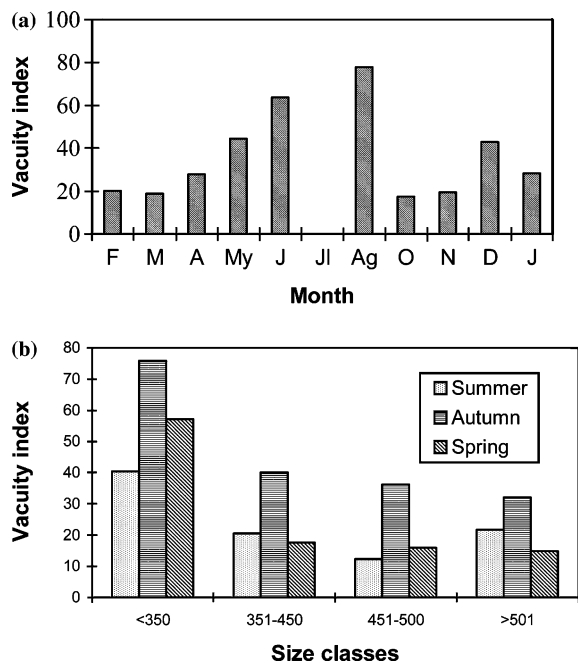 (a)
Vacuity index
100
80
60
40
20
0
F M A My J Jl Ag O N D J
Month
(b)
Vacuity index
80
70
60
50
40
30
20
10
0
Summer
Autumn
Spring
<350 351-450 451-500 >501
Size classes